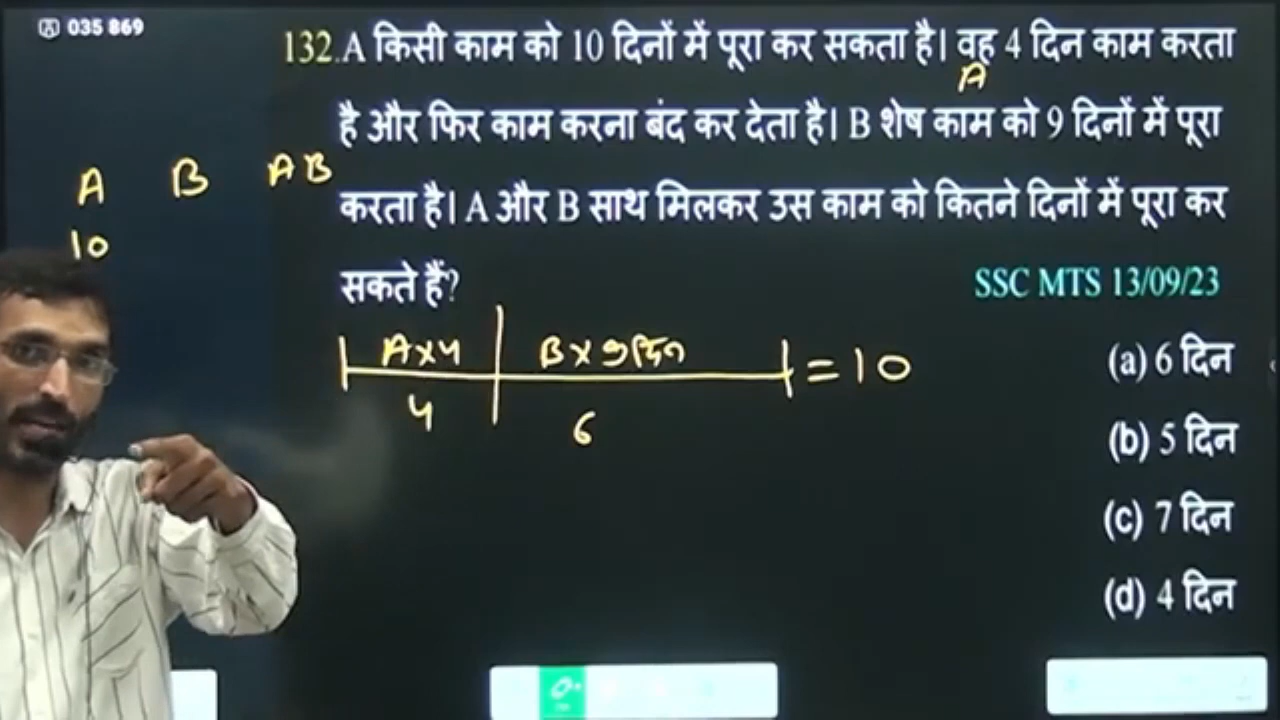 035 869
132.A किसी काम को 10 दिनों में पूरा कर सकता है। वह 4 दिन काम करता
A
है और फिर काम करना बंद कर देता है। B शेष काम को 9 दिनों में पूरा
A B AB
करता है। A और B साथ मिलकर उस काम को कितने दिनों में पूरा कर
10
सकते हैं?
SSC MTS 13/09/23
A×4 B×9दिन = 10
4 6
(a) 6 दिन
(b) 5 दिन
(c) 7 दिन
(d) 4 दिन